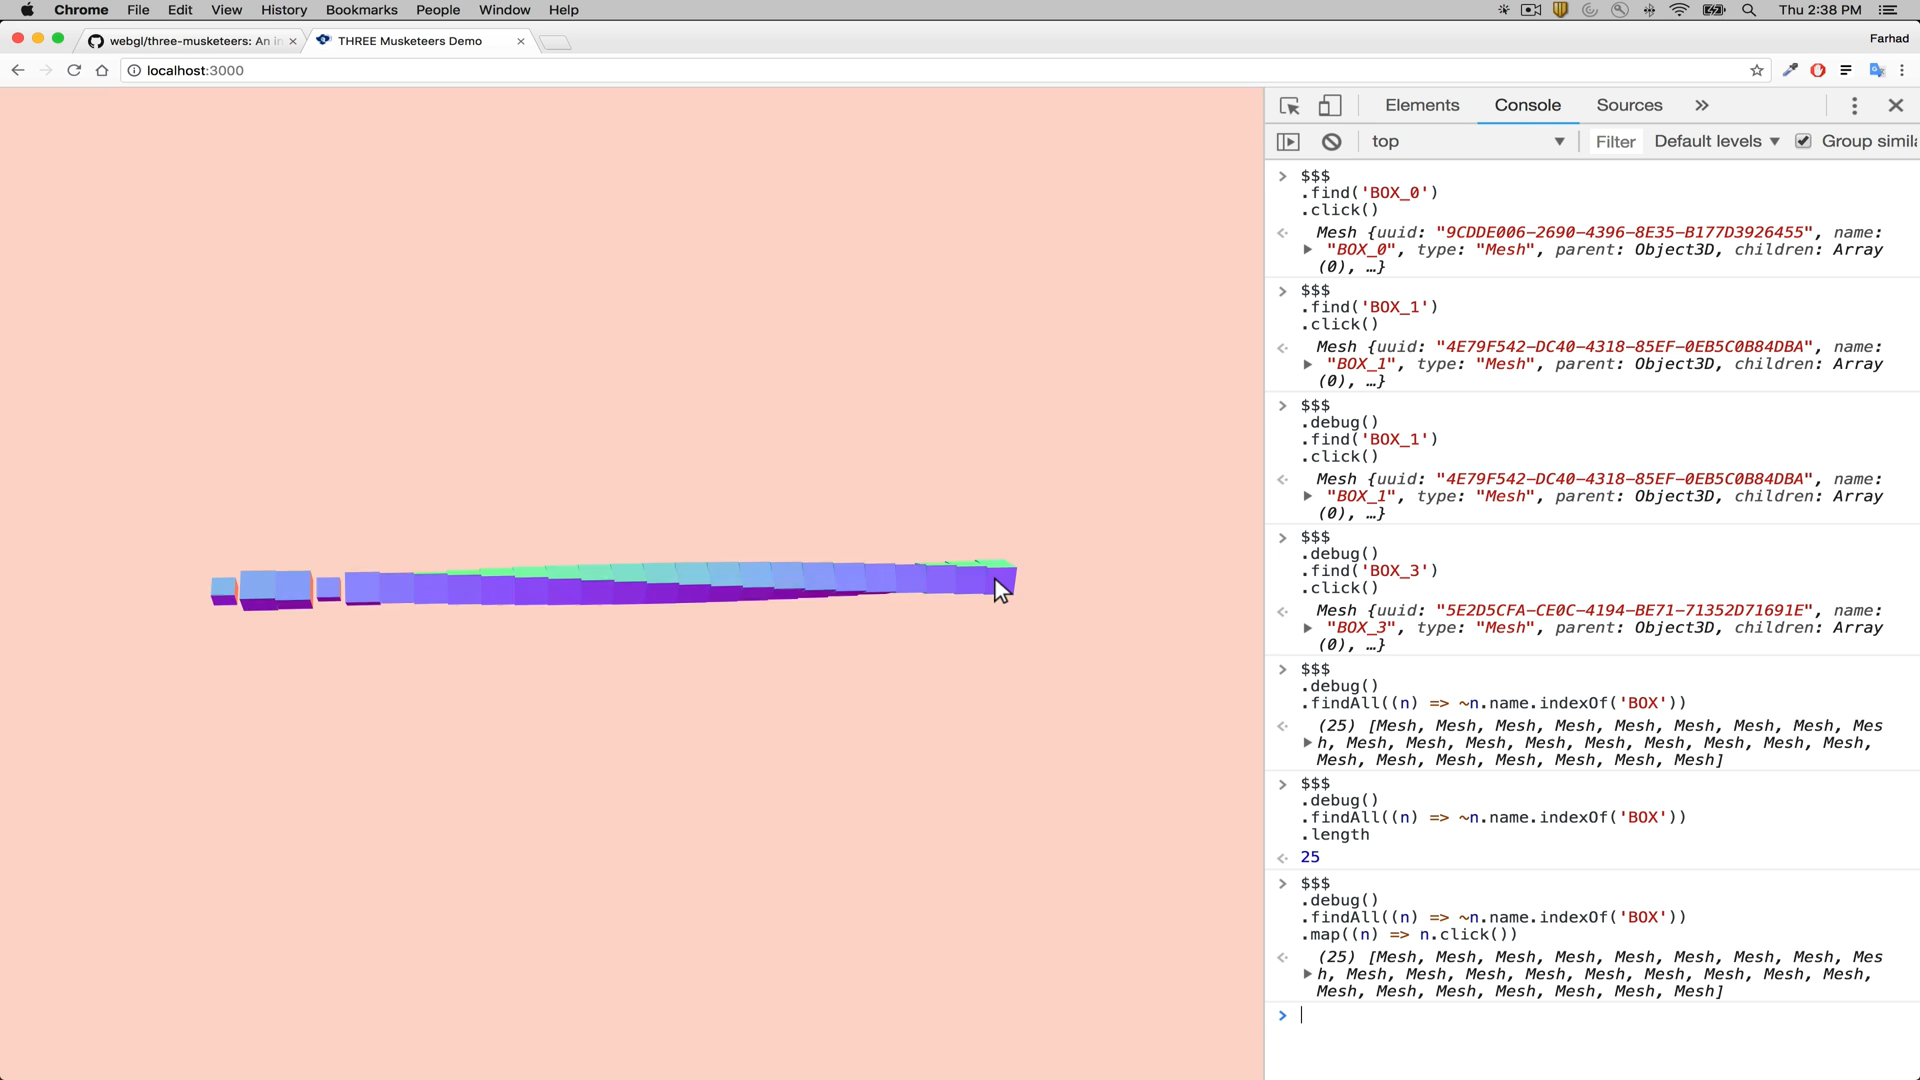 Chrome File Edit View History Bookmarks People Window Help Thu 2:38 PM
webgl/three-musketeers: An in THREE Musketeers Demo Farhad
localhost:3000
Elements Console Sources
top Filter Default levels Group simila
> $$$
.find('BOX_0')
.click()
Mesh {uuid: "9CDDE006-2690-4396-8E35-B177D3926455", name:
"BOX_0", type: "Mesh", parent: Object3D, children: Array
(0), …}
> $$$
.find('BOX_1')
.click()
Mesh {uuid: "4E79F542-DC40-4318-85EF-0EB5C0B84DBA", name:
"BOX_1", type: "Mesh", parent: Object3D, children: Array
(0), …}
> $$$
.debug()
.find('BOX_1')
.click()
Mesh {uuid: "4E79F542-DC40-4318-85EF-0EB5C0B84DBA", name:
"BOX_1", type: "Mesh", parent: Object3D, children: Array
(0), …}
> $$$
.debug()
.find('BOX_3')
.click()
Mesh {uuid: "5E2D5CFA-CE0C-4194-BE71-71352D71691E", name:
"BOX_3", type: "Mesh", parent: Object3D, children: Array
(0), …}
> $$$
.debug()
.findAll((n) => ~n.name.indexOf('BOX'))
(25) [Mesh, Mesh, Mesh, Mesh, Mesh, Mesh, Mesh, Mesh, Mes
h, Mesh, Mesh, Mesh, Mesh, Mesh, Mesh, Mesh, Mesh, Mesh,
Mesh, Mesh, Mesh, Mesh, Mesh, Mesh, Mesh]
> $$$
.debug()
.findAll((n) => ~n.name.indexOf('BOX'))
.length
25
> $$$
.debug()
.findAll((n) => ~n.name.indexOf('BOX'))
.map((n) => n.click())
(25) [Mesh, Mesh, Mesh, Mesh, Mesh, Mesh, Mesh, Mesh, Mes
h, Mesh, Mesh, Mesh, Mesh, Mesh, Mesh, Mesh, Mesh, Mesh,
Mesh, Mesh, Mesh, Mesh, Mesh, Mesh, Mesh]
>